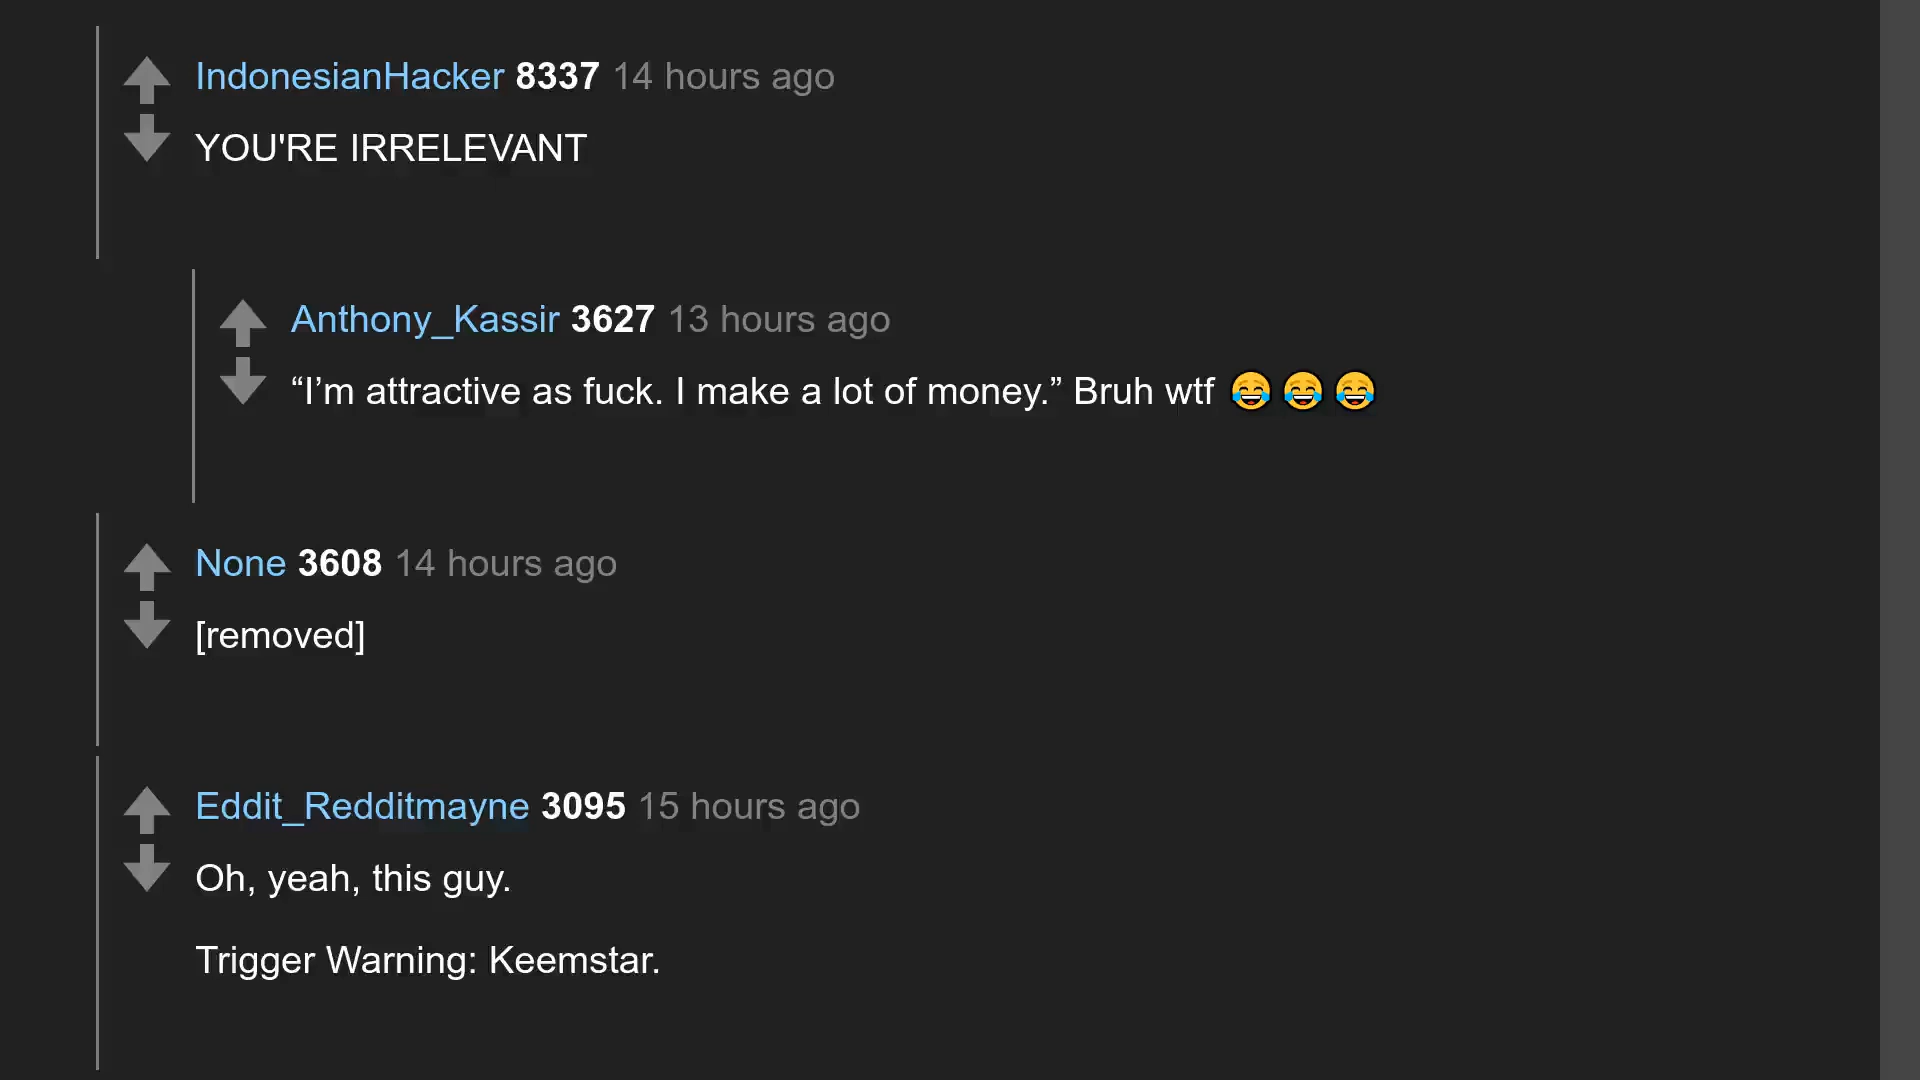 IndonesianHacker 8337 14 hours ago
YOU'RE IRRELEVANT
Anthony_Kassir 3627 13 hours ago
“I’m attractive as fuck. I make a lot of money.” Bruh wtf 😂 😂 😂
None 3608 14 hours ago
[removed]
Eddit_Redditmayne 3095 15 hours ago
Oh, yeah, this guy.
Trigger Warning: Keemstar.